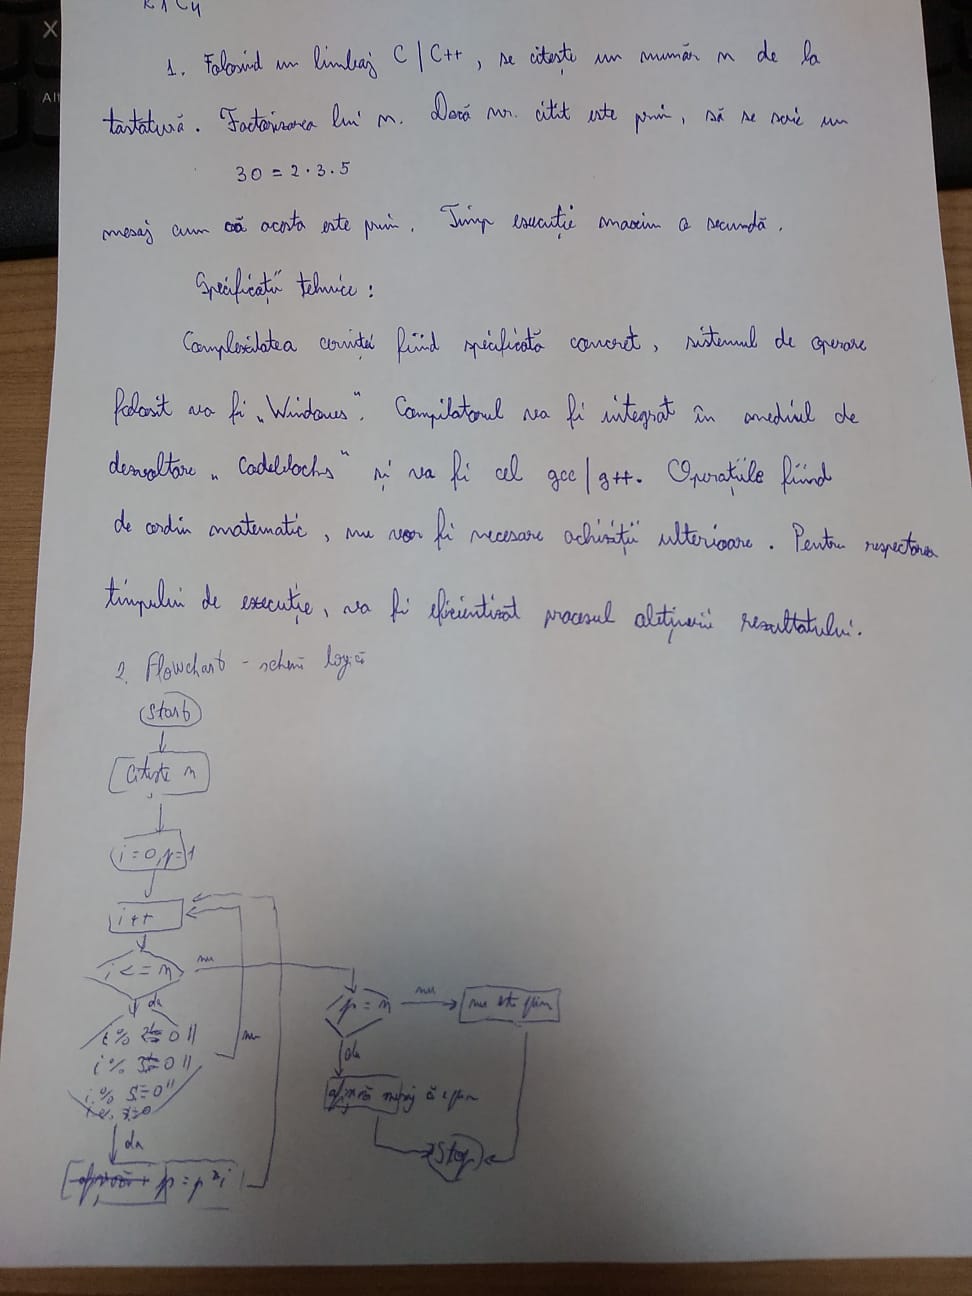 1. Folosind un limbaj C | C++ , se citește un număr n de la
tastatură. Factorizarea lui n. Dacă nr. citit este prim, să se scrie un
30 = 2 · 3 · 5
mesaj cum că acesta este prim. Timp execuție maxim o secundă.
Specificații tehnice :
Complexitatea cerinței fiind specificată concret, sistemul de operare
folosit va fi „Windows". Compilatorul va fi integrat în mediul de
dezvoltare „Codeblocks" și va fi cel gcc | g++. Operațiile fiind
de ordin matematic, nu vor fi necesare achiziții ulterioare. Pentru respectarea
timpului de execuție, va fi eficientizat procesul obținerii rezultatului.
2. Flowchart - schemă logică
Start
Citește n
i = 0, p = 1
i++
i <= n
nu
da
p = n
nu
nu este prim
i % 2 = 0 ||
nu
i % 3 = 0 ||
da
i % 5 = 0
mesaj că e prim
da
Stop
p = p * i